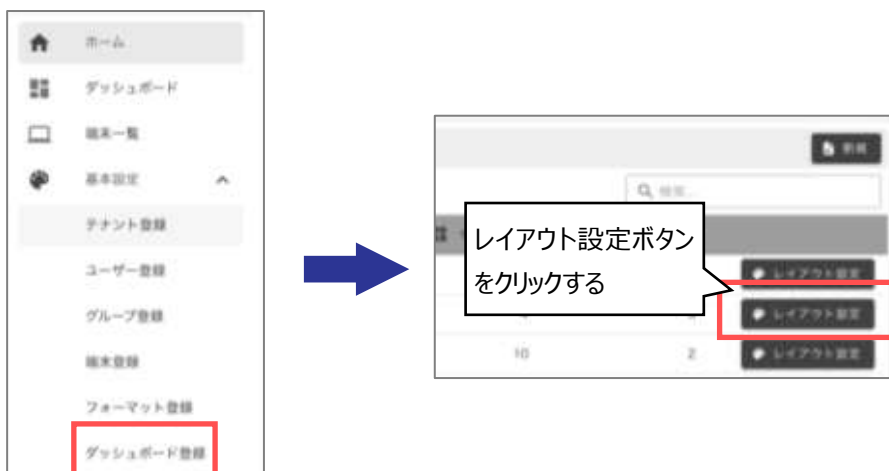 ホーム
ダッシュボード
端末一覧
基本設定
テナント登録
ユーザー登録
グループ登録
端末登録
フォーマット登録
ダッシュボード登録
新規
検索...
レイアウト設定ボタン
をクリックする
レイアウト設定
レイアウト設定
10 2 レイアウト設定